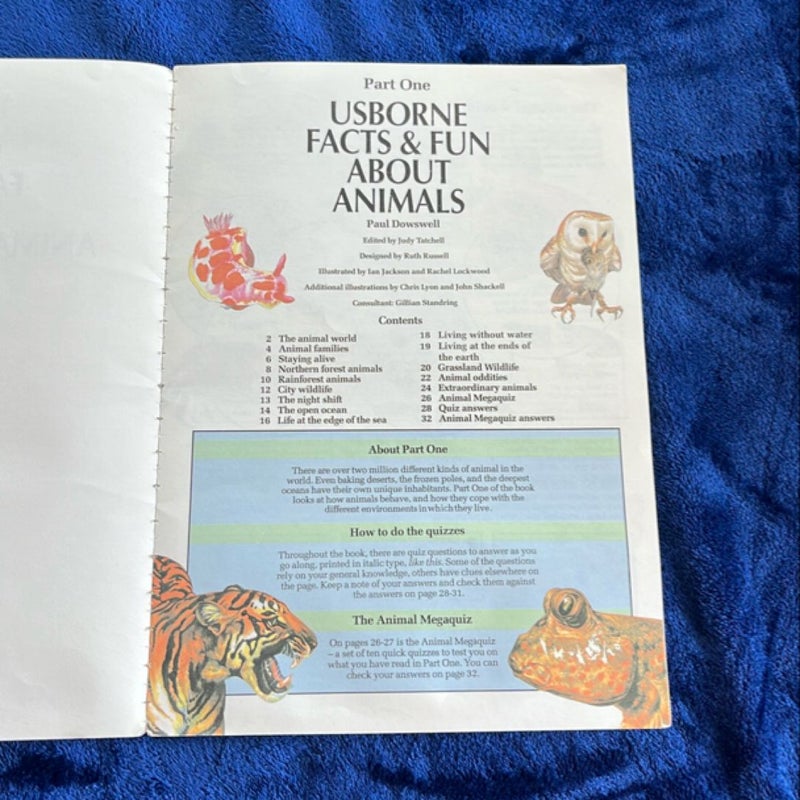 Part One
USBORNE
FACTS & FUN
ABOUT
ANIMALS
Paul Dowswell
Edited by Judy Tatchell
Designed by Ruth Russell
Illustrated by Ian Jackson and Rachel Lockwood
Additional illustrations by Chris Lyon and John Shackell
Consultant: Gillian Standring
Contents
2 The animal world
4 Animal families
6 Staying alive
8 Northern forest animals
10 Rainforest animals
12 City wildlife
13 The night shift
14 The open ocean
16 Life at the edge of the sea
18 Living without water
19 Living at the ends of
the earth
20 Grassland Wildlife
22 Animal oddities
24 Extraordinary animals
26 Animal Megaquiz
28 Quiz answers
32 Animal Megaquiz answers
About Part One
There are over two million different kinds of animal in the
world. Even baking deserts, the frozen poles, and the deepest
oceans have their own unique inhabitants. Part One of the book
looks at how animals behave, and how they cope with the
different environments in which they live.
How to do the quizzes
Throughout the book, there are quiz questions to answer as you
go along, printed in italic type, like this. Some of the questions
rely on your general knowledge, others have clues elsewhere on
the page. Keep a note of your answers and check them against
the answers on page 28-31.
The Animal Megaquiz
On pages 26-27 is the Animal Megaquiz
– a set of ten quick quizzes to test you on
what you have read in Part One. You can
check your answers on page 32.